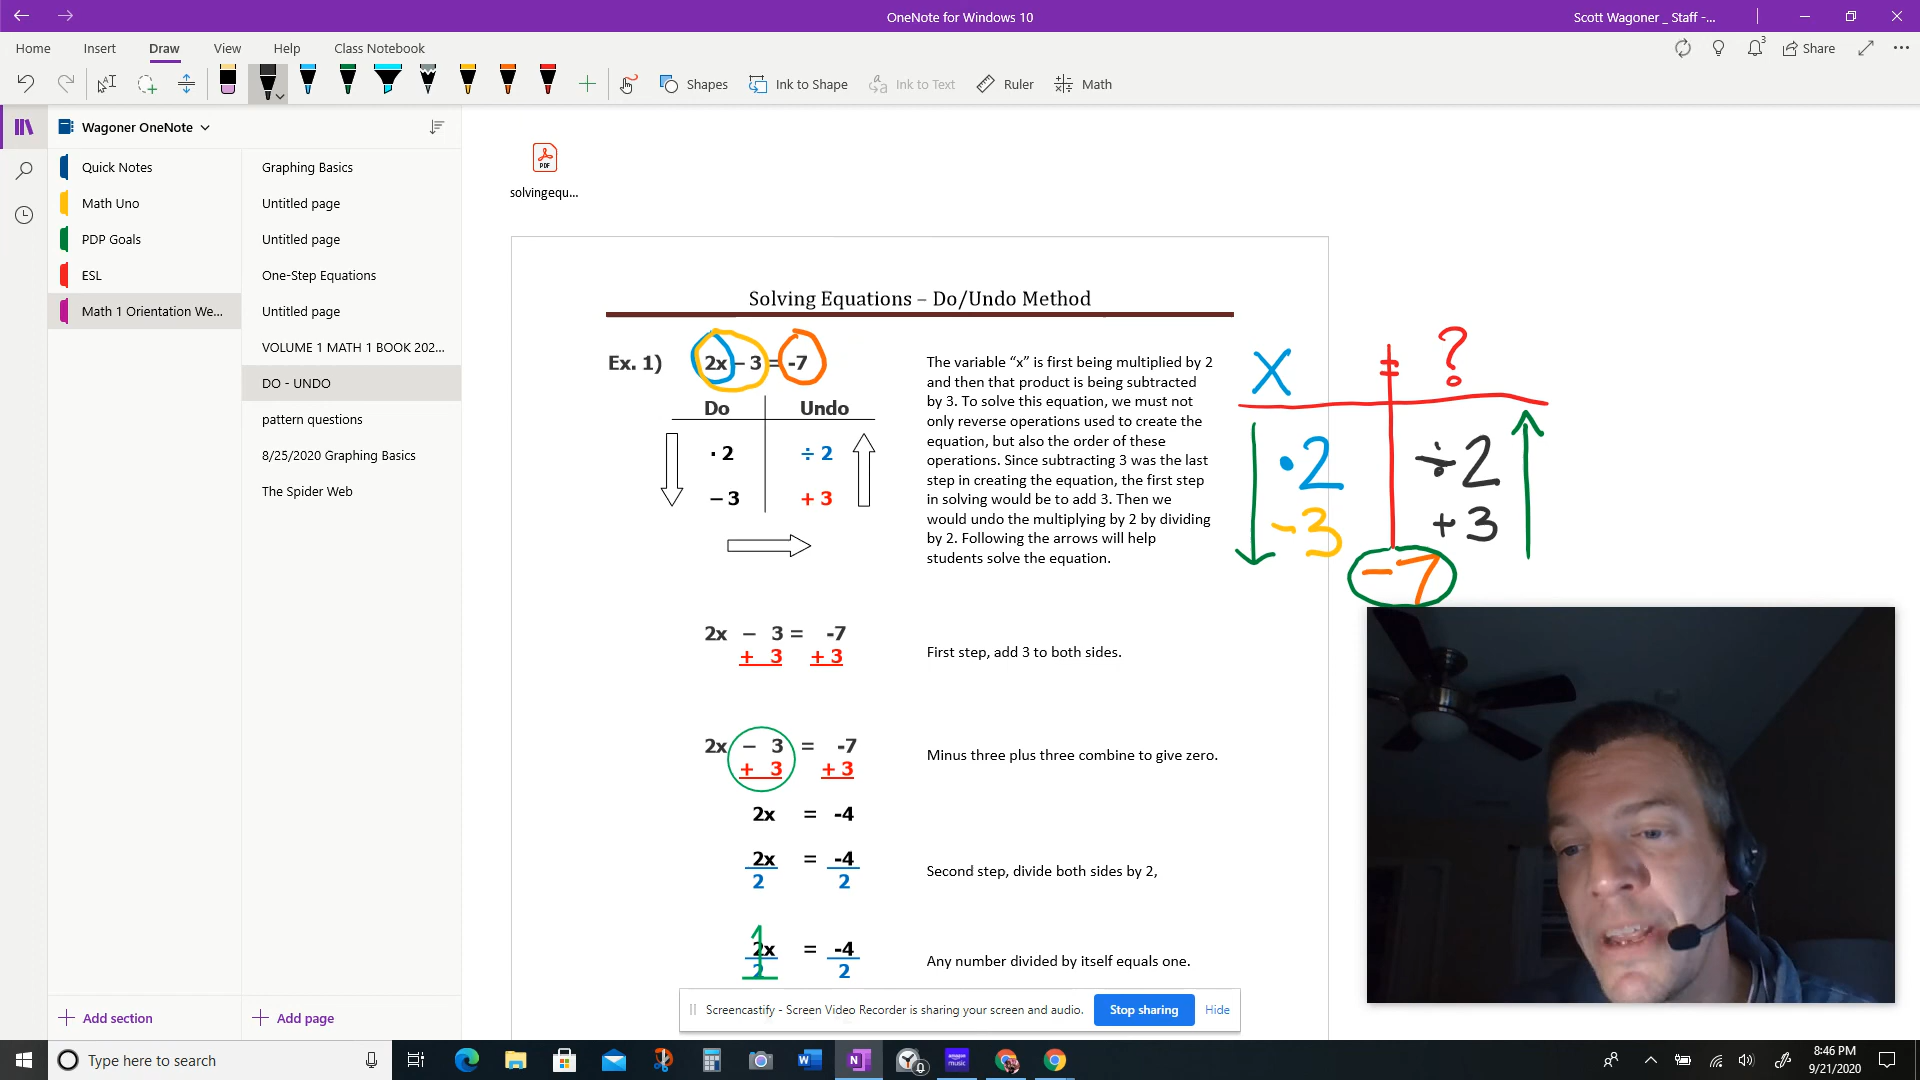 OneNote for Windows 10
Scott Wagoner _ Staff -...
Home Insert Draw View Help Class Notebook
3
Share
Shapes Ink to Shape Ink to Text Ruler Math
Wagoner OneNote
Quick Notes
Math Uno
PDP Goals
ESL
Math 1 Orientation We...
Graphing Basics
Untitled page
Untitled page
One-Step Equations
Untitled page
VOLUME 1 MATH 1 BOOK 202...
DO - UNDO
pattern questions
8/25/2020 Graphing Basics
The Spider Web
Add section
Add page
PDF
solvingequ...
Solving Equations – Do/Undo Method
Ex. 1) 2x – 3 = -7
Do Undo
· 2 ÷ 2
– 3 + 3
The variable “x” is first being multiplied by 2
and then that product is being subtracted
by 3. To solve this equation, we must not
only reverse operations used to create the
equation, but also the order of these
operations. Since subtracting 3 was the last
step in creating the equation, the first step
in solving would be to add 3. Then we
would undo the multiplying by 2 by dividing
by 2. Following the arrows will help
students solve the equation.
X = ?
·2 ÷2
-3 +3
-7
2x – 3 = -7
+ 3 + 3
First step, add 3 to both sides.
2x – 3 = -7
+ 3 + 3
Minus three plus three combine to give zero.
2x = -4
2x = -4
2 2
Second step, divide both sides by 2,
1
2x = -4
2 2
Any number divided by itself equals one.
Screencastify - Screen Video Recorder is sharing your screen and audio. Stop sharing Hide
Type here to search
8:46 PM
9/21/2020